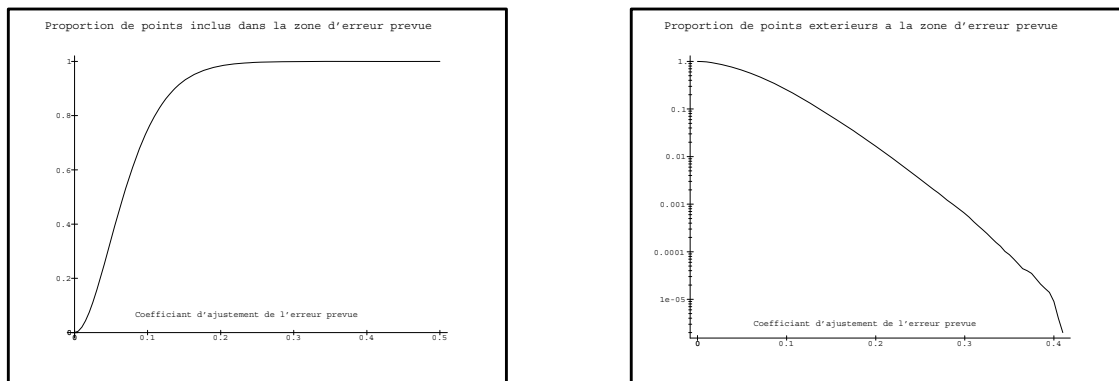 Proportion de points inclus dans la zone d'erreur prevue
1
0.8
0.6
0.4
0.2
0
Coefficiant d'ajustement de l'erreur prevue
0 0.1 0.2 0.3 0.4 0.5
Proportion de points exterieurs a la zone d'erreur prevue
1.
0.1
0.01
0.001
0.0001
1e-05
Coefficiant d'ajustement de l'erreur prevue
0 0.1 0.2 0.3 0.4